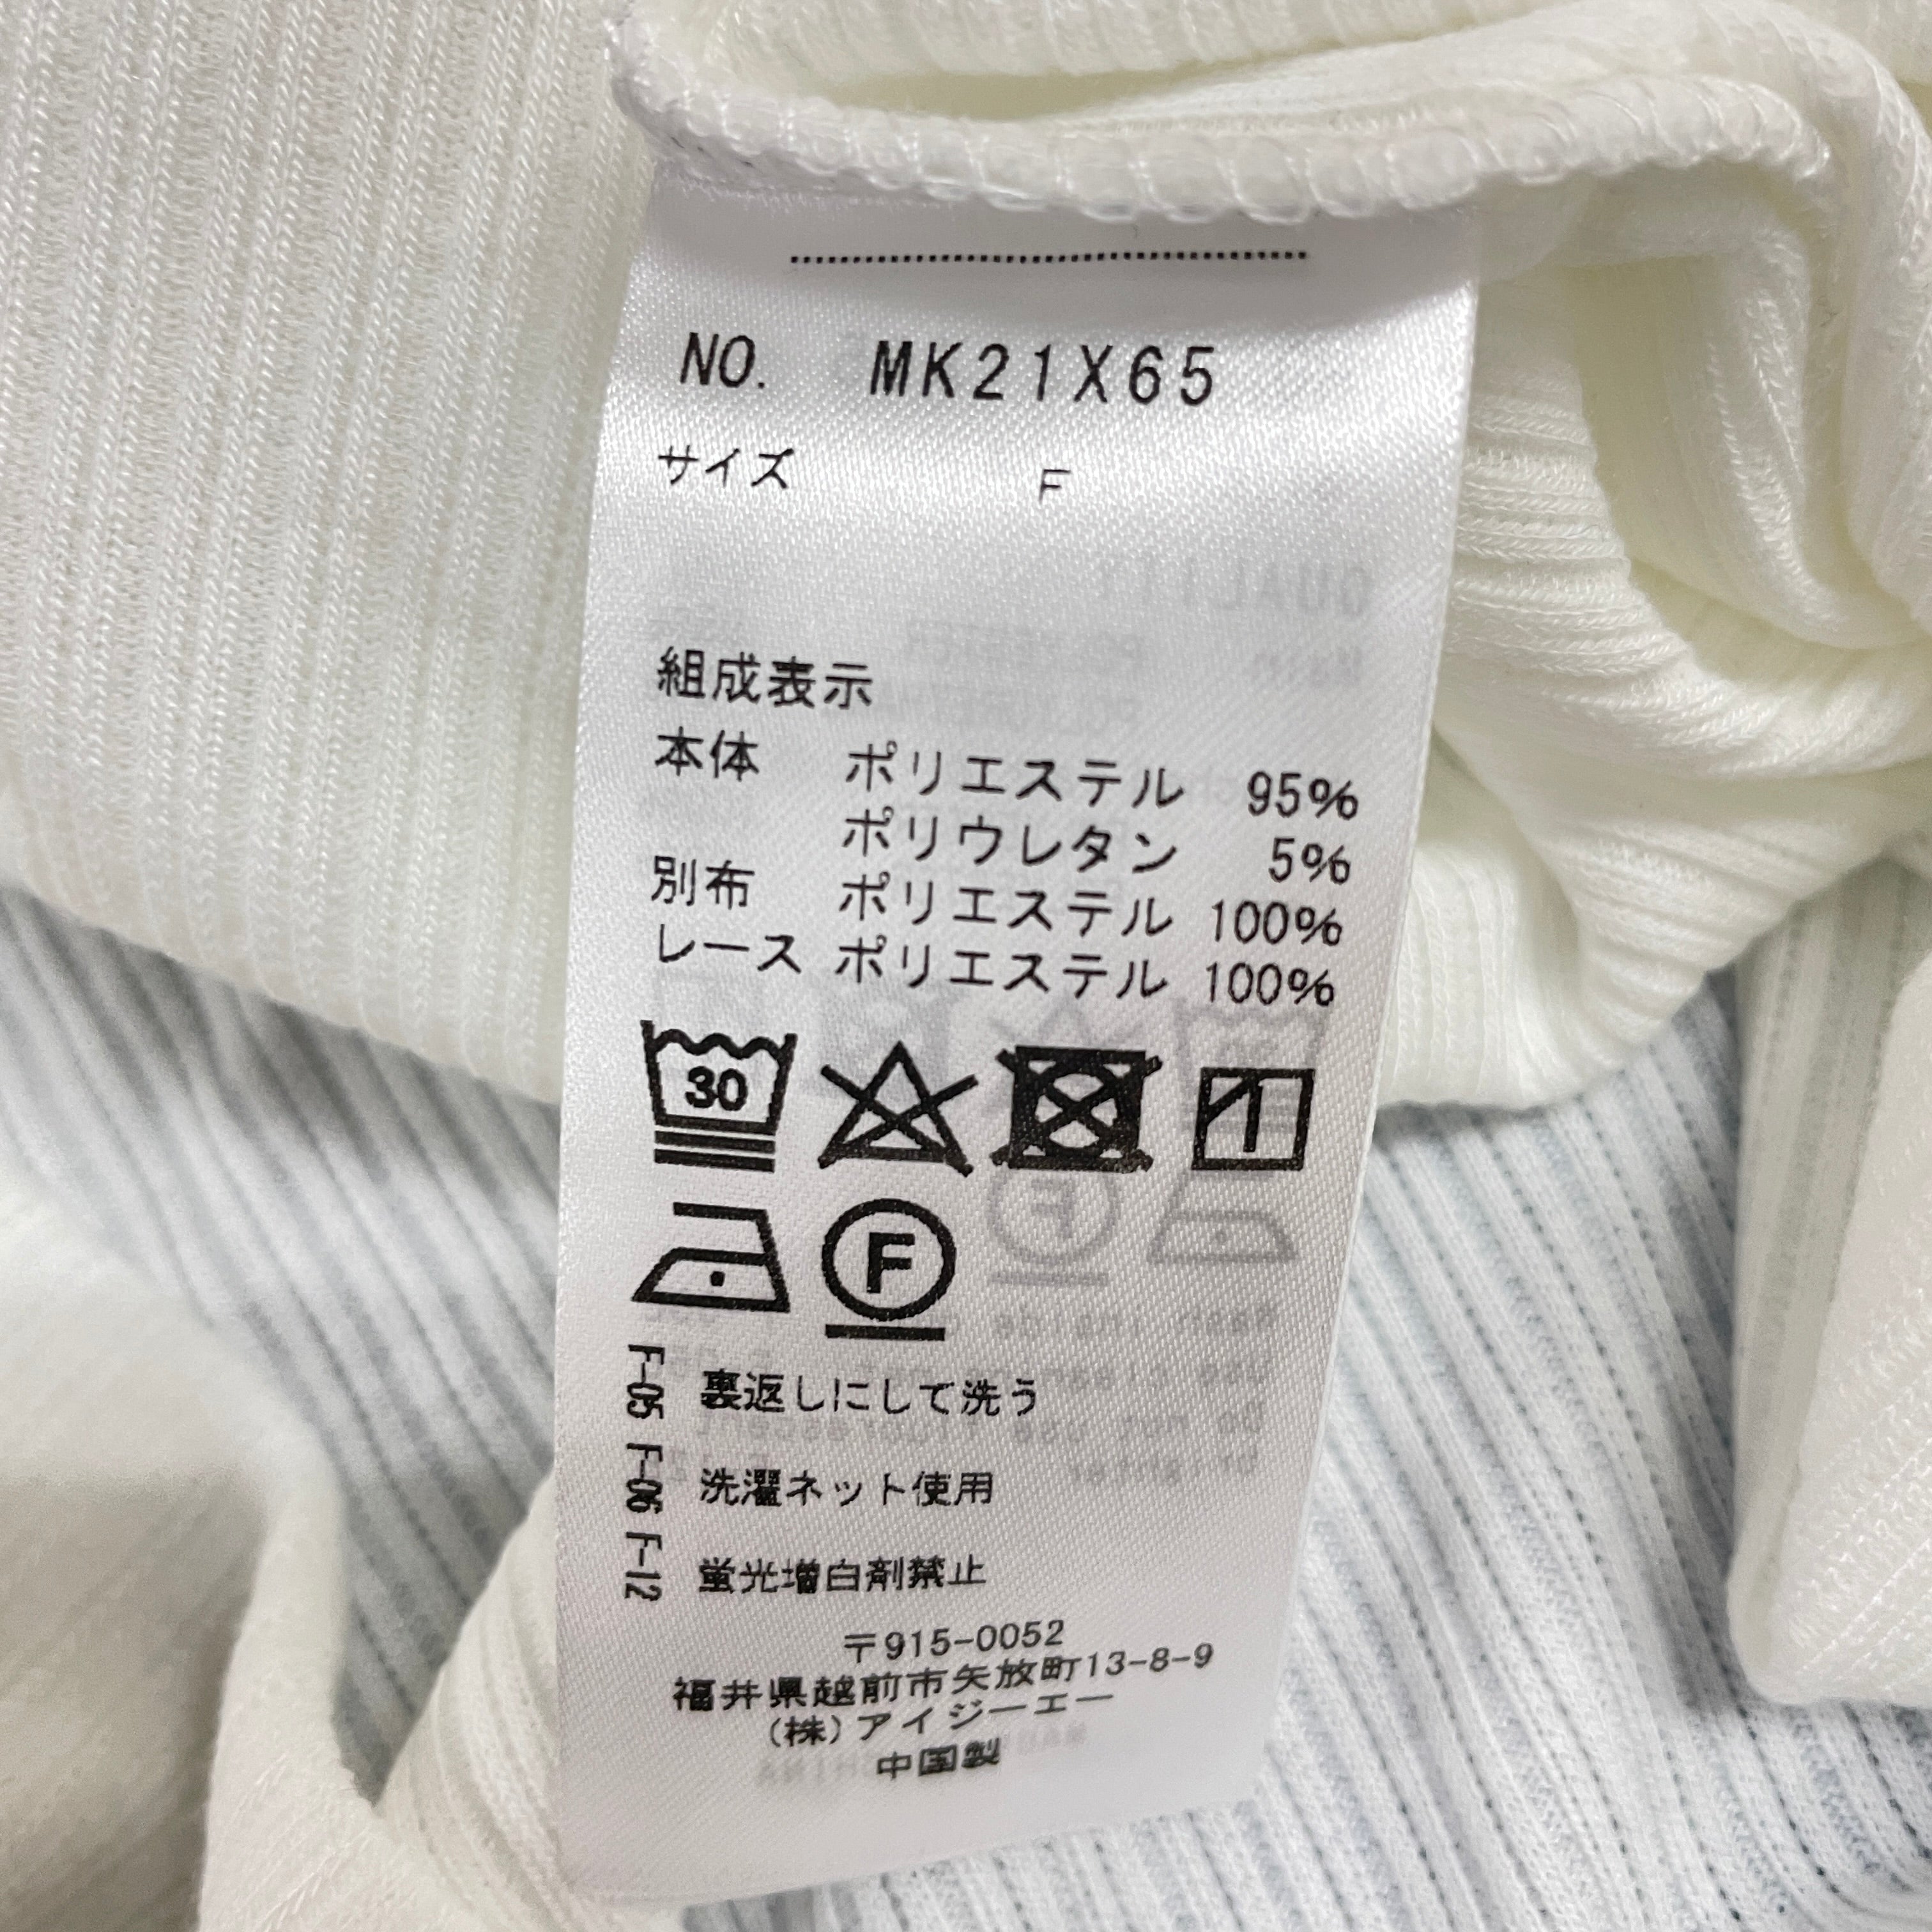 NO. MK21X65
サイズ F
組成表示
本体 ポリエステル 95%
ポリウレタン 5%
別布 ポリエステル 100%
レース ポリエステル 100%
30
F
F-05 裏返しにして洗う
F-06 洗濯ネット使用
F-12 蛍光増白剤禁止
〒915-0052
福井県越前市矢放町13-8-9
(株)アイジーエー
中国製